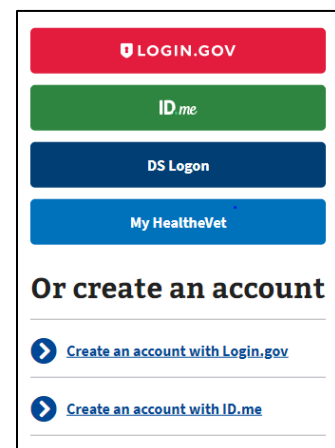 LOGIN.GOV
ID.me
DS Logon
My HealtheVet
Or create an account
Create an account with Login.gov
Create an account with ID.me